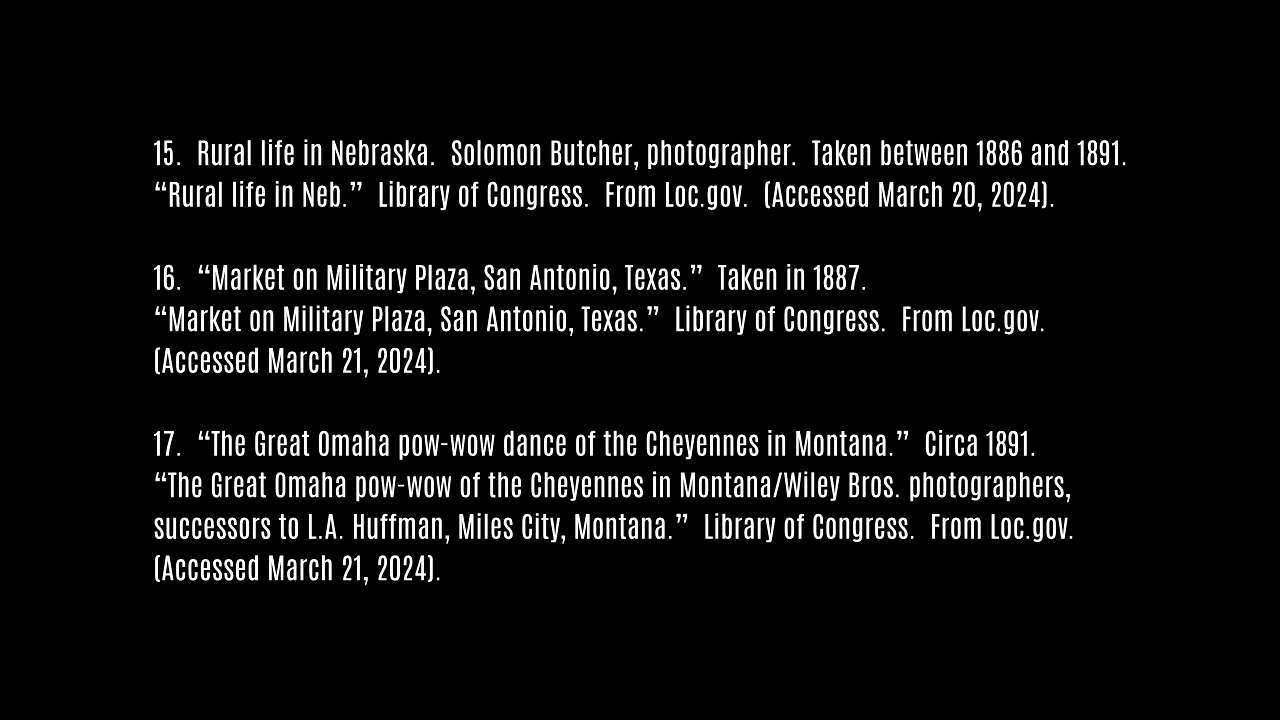 15.  Rural life in Nebraska.  Solomon Butcher, photographer.  Taken between 1886 and 1891.
“Rural life in Neb.”  Library of Congress.  From Loc.gov.  (Accessed March 20, 2024).
16.  “Market on Military Plaza, San Antonio, Texas.”  Taken in 1887.
“Market on Military Plaza, San Antonio, Texas.”  Library of Congress.  From Loc.gov.
(Accessed March 21, 2024).
17.  “The Great Omaha pow-wow dance of the Cheyennes in Montana.”  Circa 1891.
“The Great Omaha pow-wow of the Cheyennes in Montana/Wiley Bros. photographers,
successors to L.A. Huffman, Miles City, Montana.”  Library of Congress.  From Loc.gov.
(Accessed March 21, 2024).